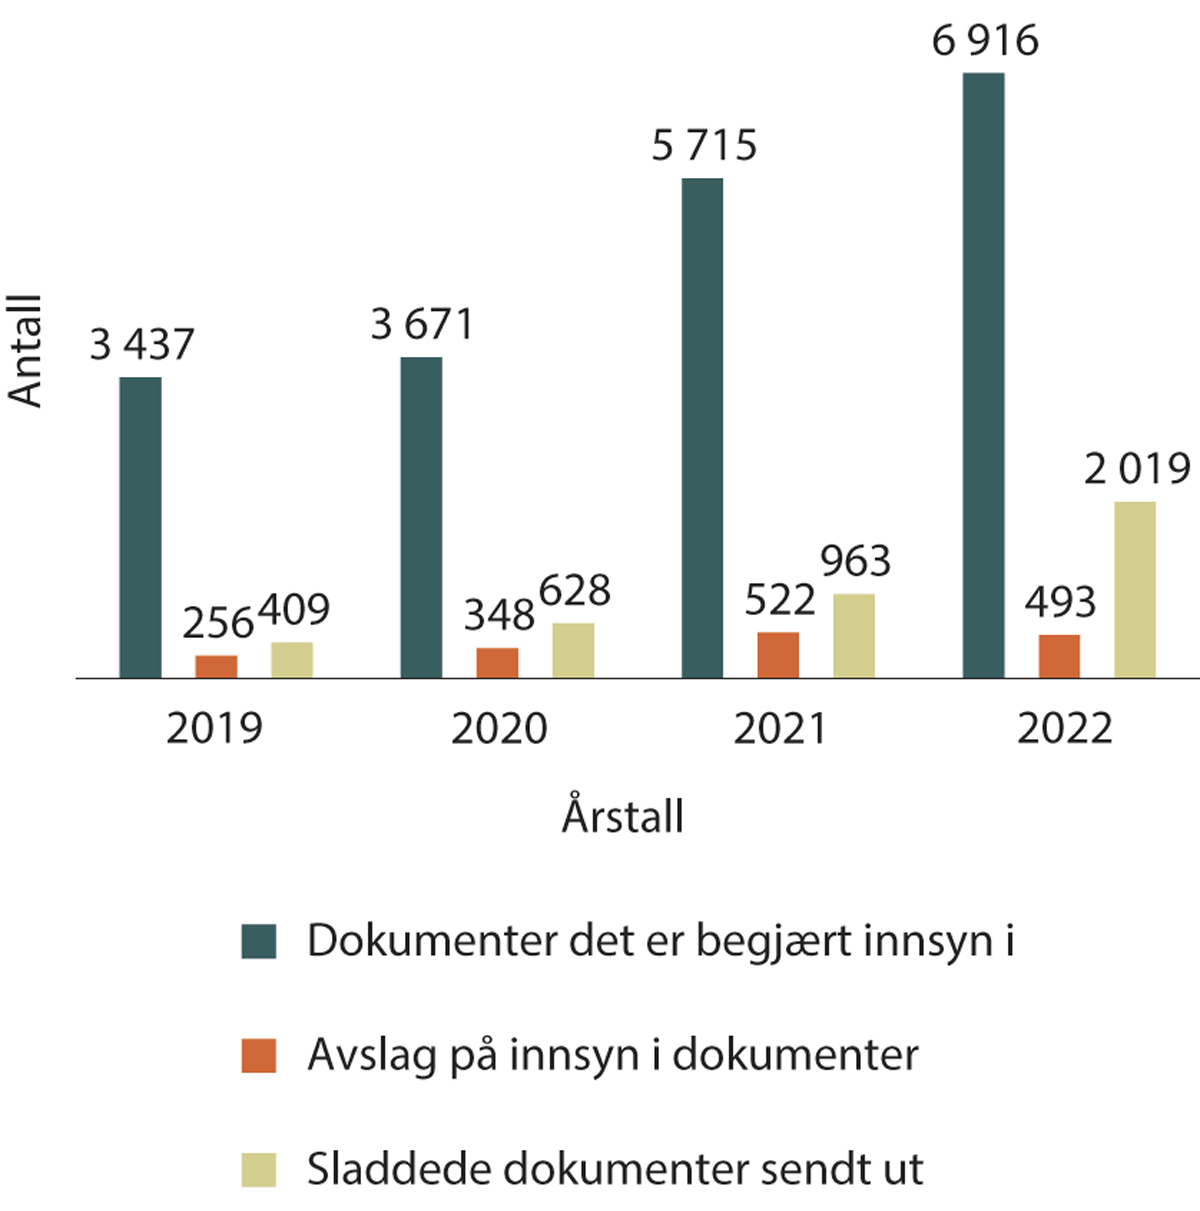 6 916
5 715
3 671
3 437
2 019
963
628
522
493
348
409
256
Antall
2019 2020 2021 2022
Årstall
Dokumenter det er begjært innsyn i
Avslag på innsyn i dokumenter
Sladdede dokumenter sendt ut